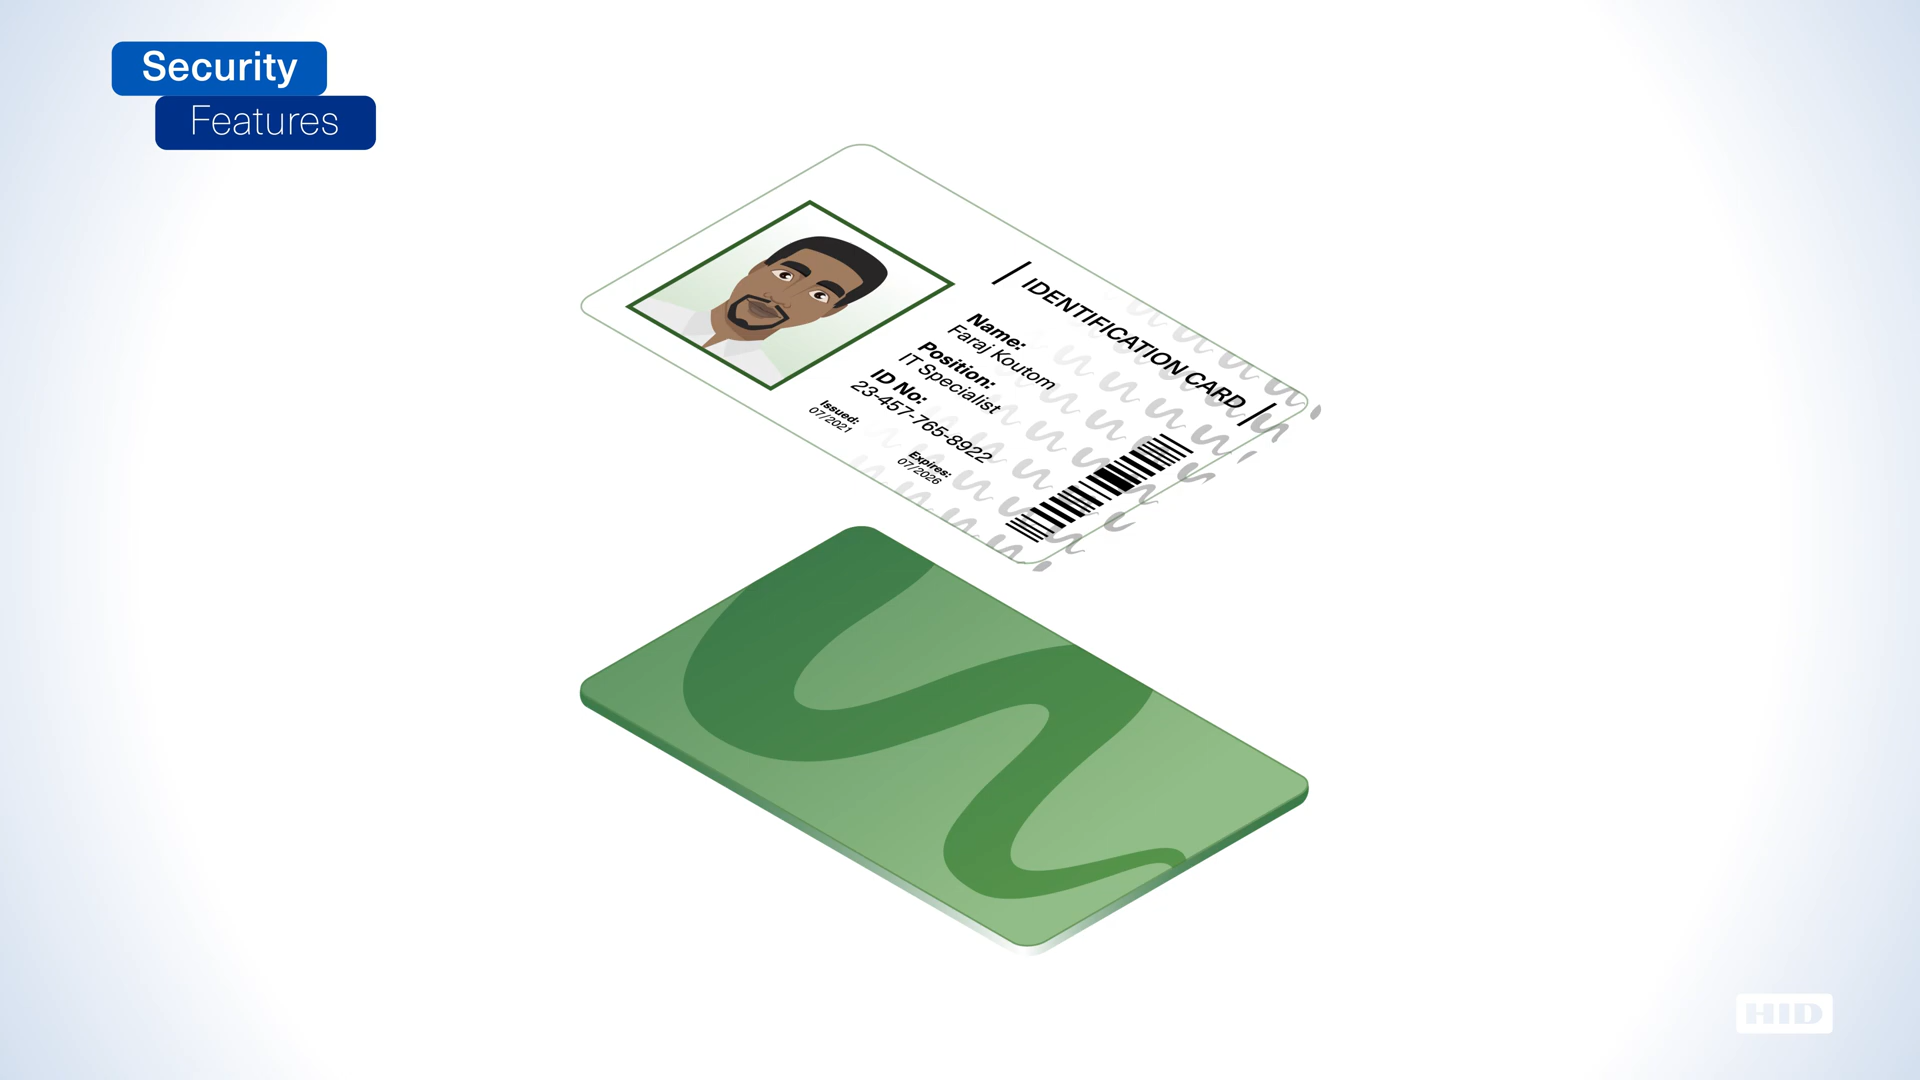 Security
Features
IDENTIFICATION CARD
Name:
Faraj Koutom
Position:
IT Specialist
ID No:
23-457-765-8922
Issued:
07/2021
Expires:
07/2026
HID